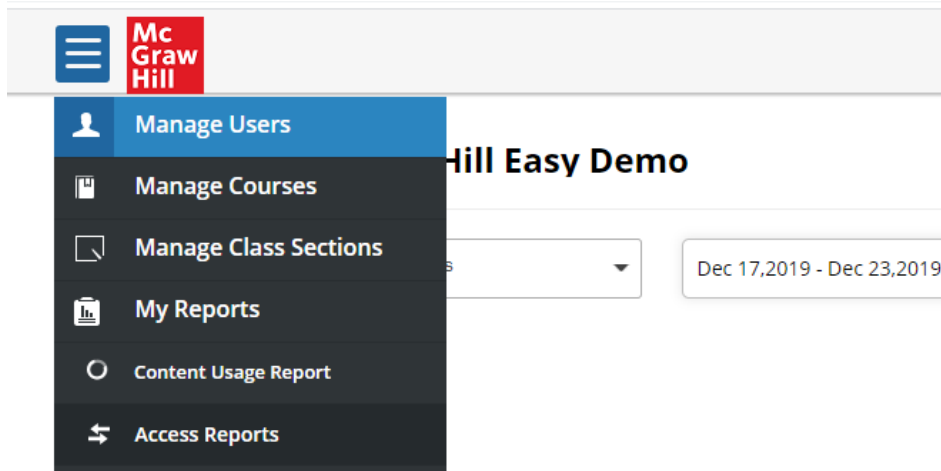 Mc
Graw
Hill
Manage Users
Hill Easy Demo
Manage Courses
Manage Class Sections
s
Dec 17,2019 - Dec 23,2019
My Reports
Content Usage Report
Access Reports